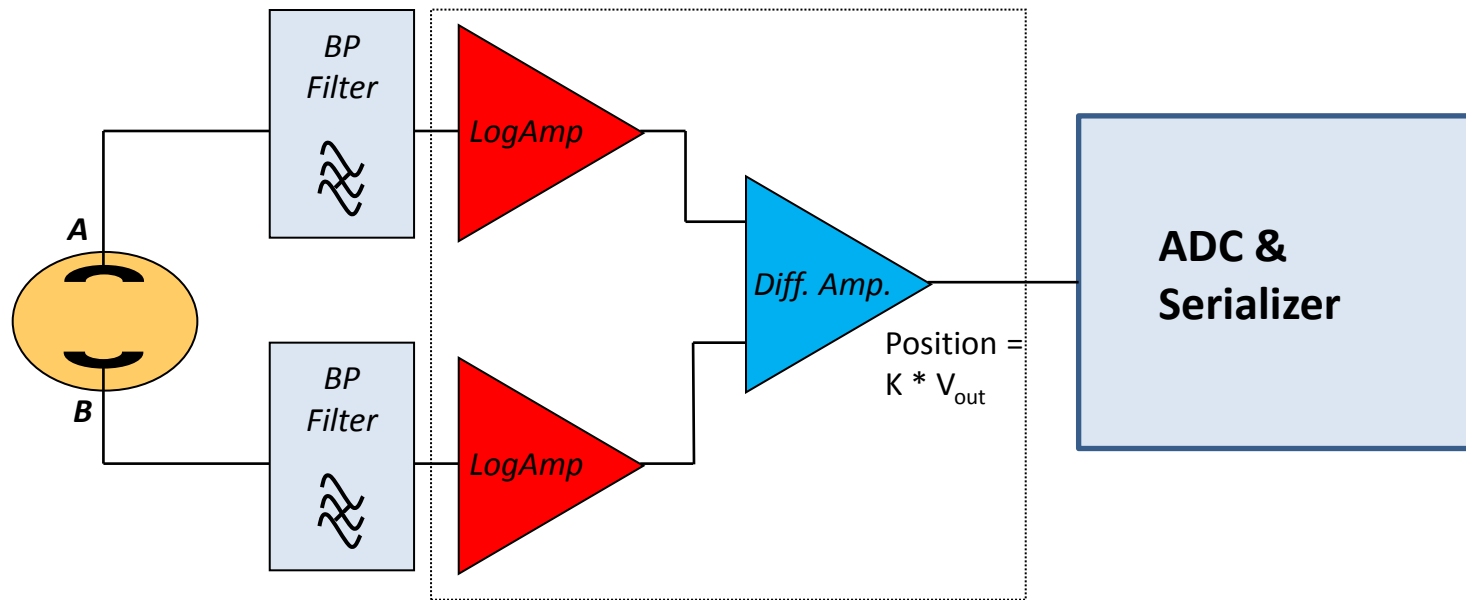 BP
Filter
LogAmp
A
Diff. Amp.
ADC &
Serializer
Position =
K * Vout
B
BP
Filter
LogAmp